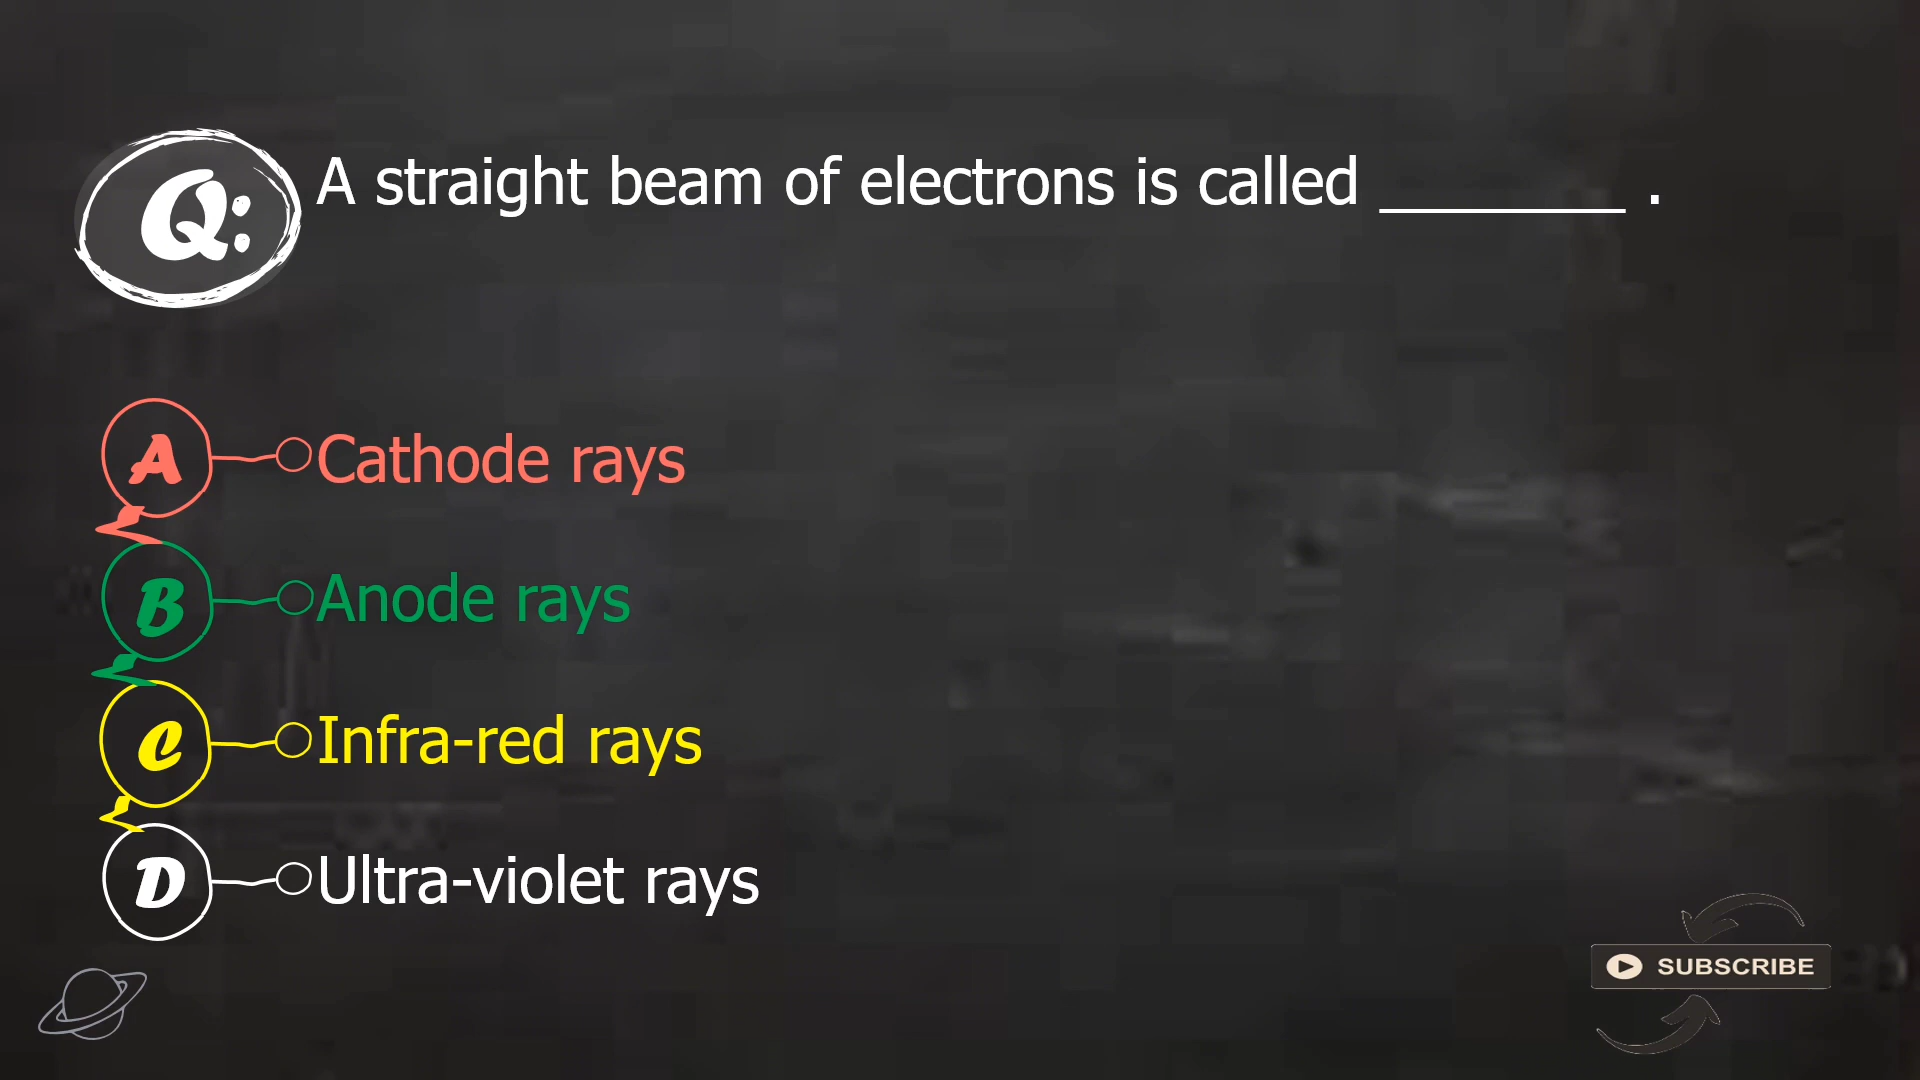 Q: A straight beam of electrons is called ________ .
A Cathode rays
B Anode rays
C Infra-red rays
D Ultra-violet rays
SUBSCRIBE